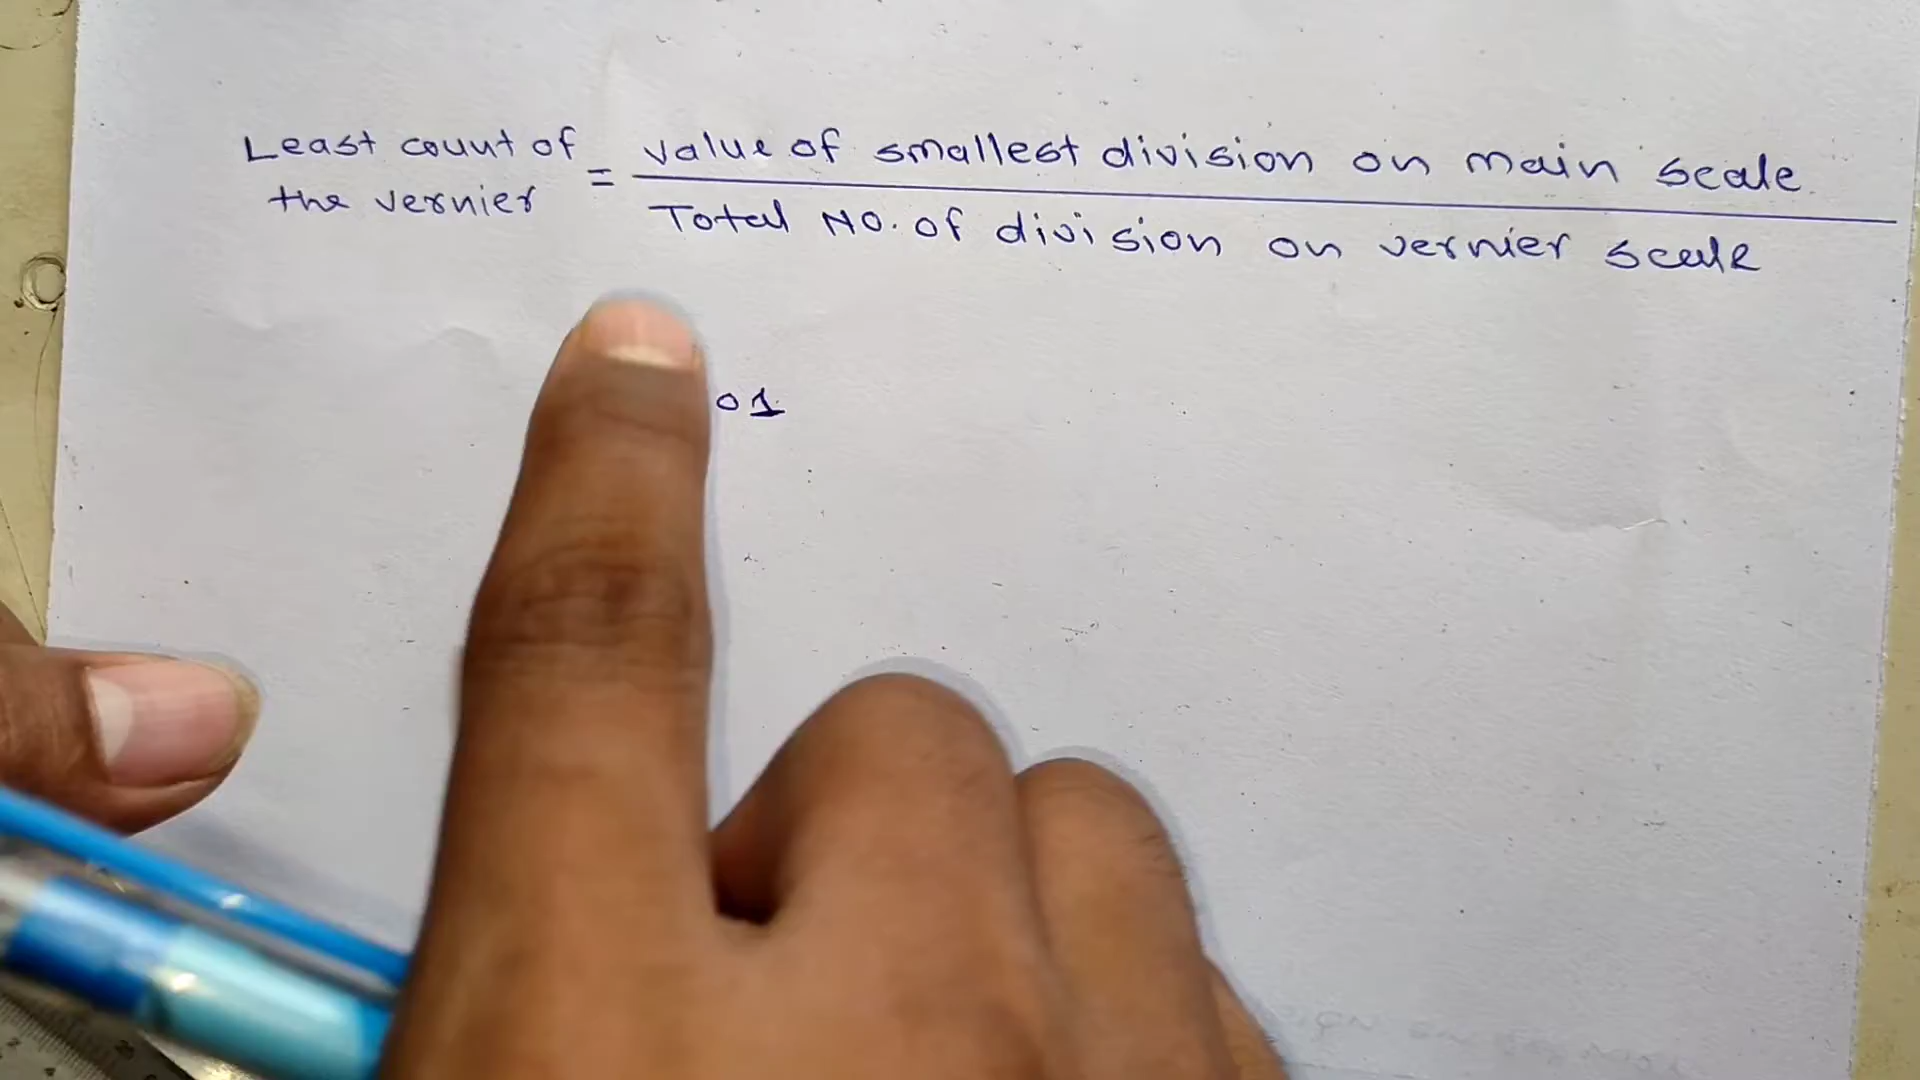 Least count of = value of smallest division on main scale
the vernier Total NO. of division on vernier scale
01